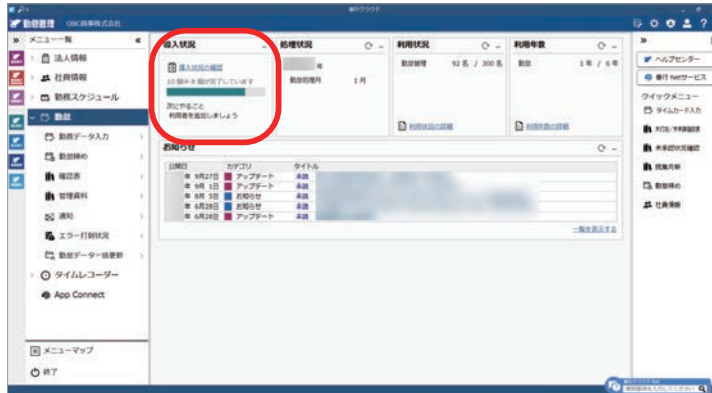 奉行クラウド
勤怠管理 OBC商事株式会社
メニュー一覧
法人情報
社員情報
勤務スケジュール
勤怠
勤務データ入力
勤怠締め
確認表
管理資料
通知
エラー打刻状況
勤怠データ一括更新
タイムレコーダー
App Connect
メニューマップ
終了
導入状況
導入状況の確認
10 個中 8 個が完了しています
次にやること
利用者を追加しましょう
処理状況
年
勤怠処理月 1 月
利用状況
勤怠管理 92 名 / 300 名
利用状況の詳細
利用年数
勤怠 1 年 / 6 年
利用年数の詳細
お知らせ
公開日 カテゴリ タイトル
年 9月27日 アップデート 未読
年 9月 1日 アップデート 未読
年 8月 5日 お知らせ 未読
年 6月28日 お知らせ 未読
年 6月28日 アップデート 未読
一覧を表示する
ヘルプセンター
奉行 Netサービス
クイックメニュー
タイムカード入力
未承認状況確認
就業月報
勤怠締め
社員情報